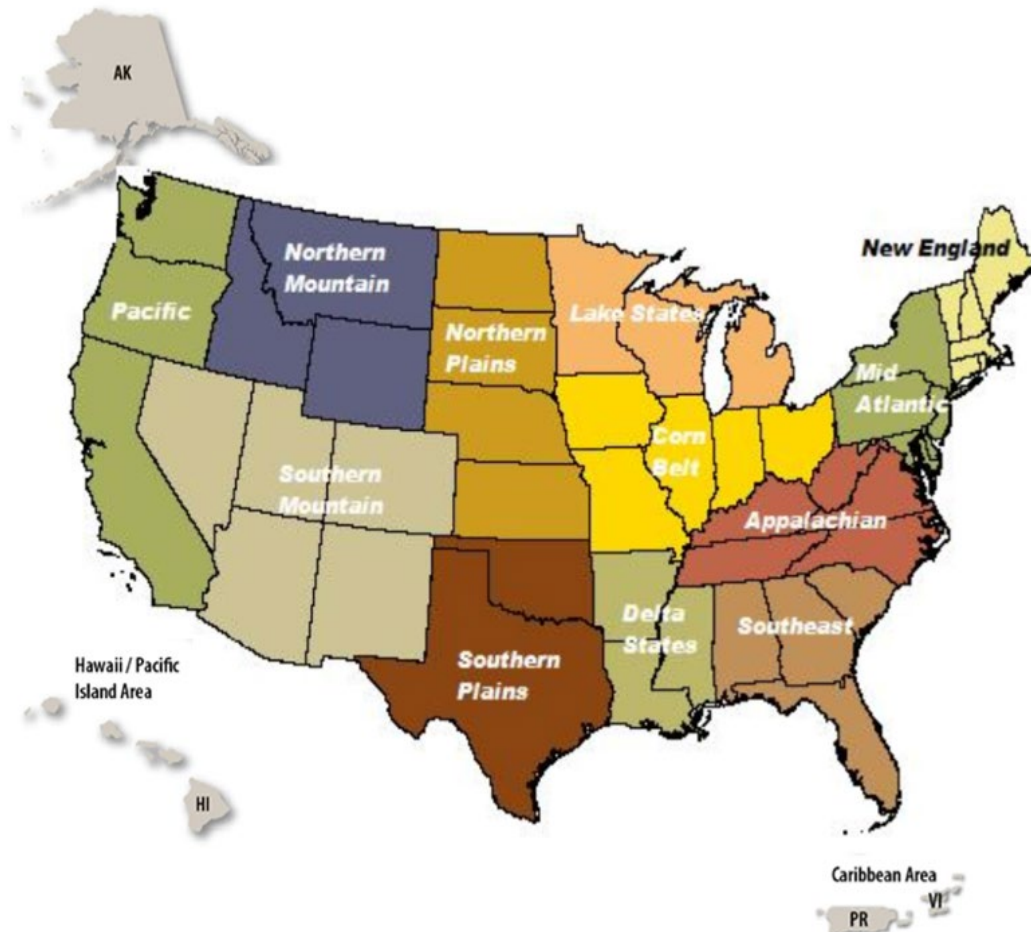 AK
New England
Northern
Mountain
Pacific
Lake States
Northern
Plains
Mid
Atlantic
Corn
Belt
Southern
Mountain
Appalachian
Delta
States
Southeast
Hawaii / Pacific
Island Area
Southern
Plains
HI
Caribbean Area
VI
PR